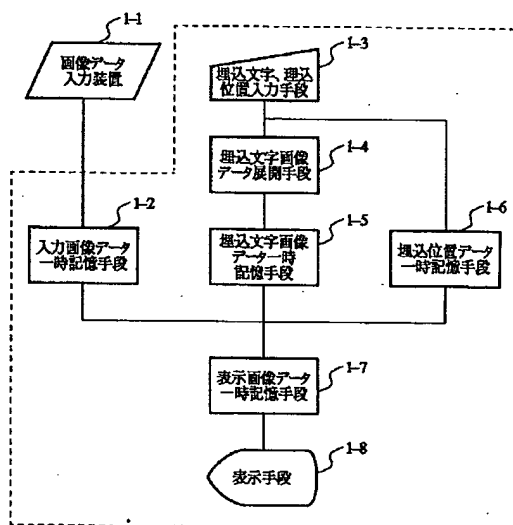 1-1
画像データ
入力装置
1-3
埋込文字、埋込
位置入力手段
1-4
埋込文字画像
データ展開手段
1-2
入力画像データ
一時記憶手段
1-5
埋込文字画像
データ一時
記憶手段
1-6
埋込位置データ
一時記憶手段
1-7
表示画像データ
一時記憶手段
1-8
表示手段